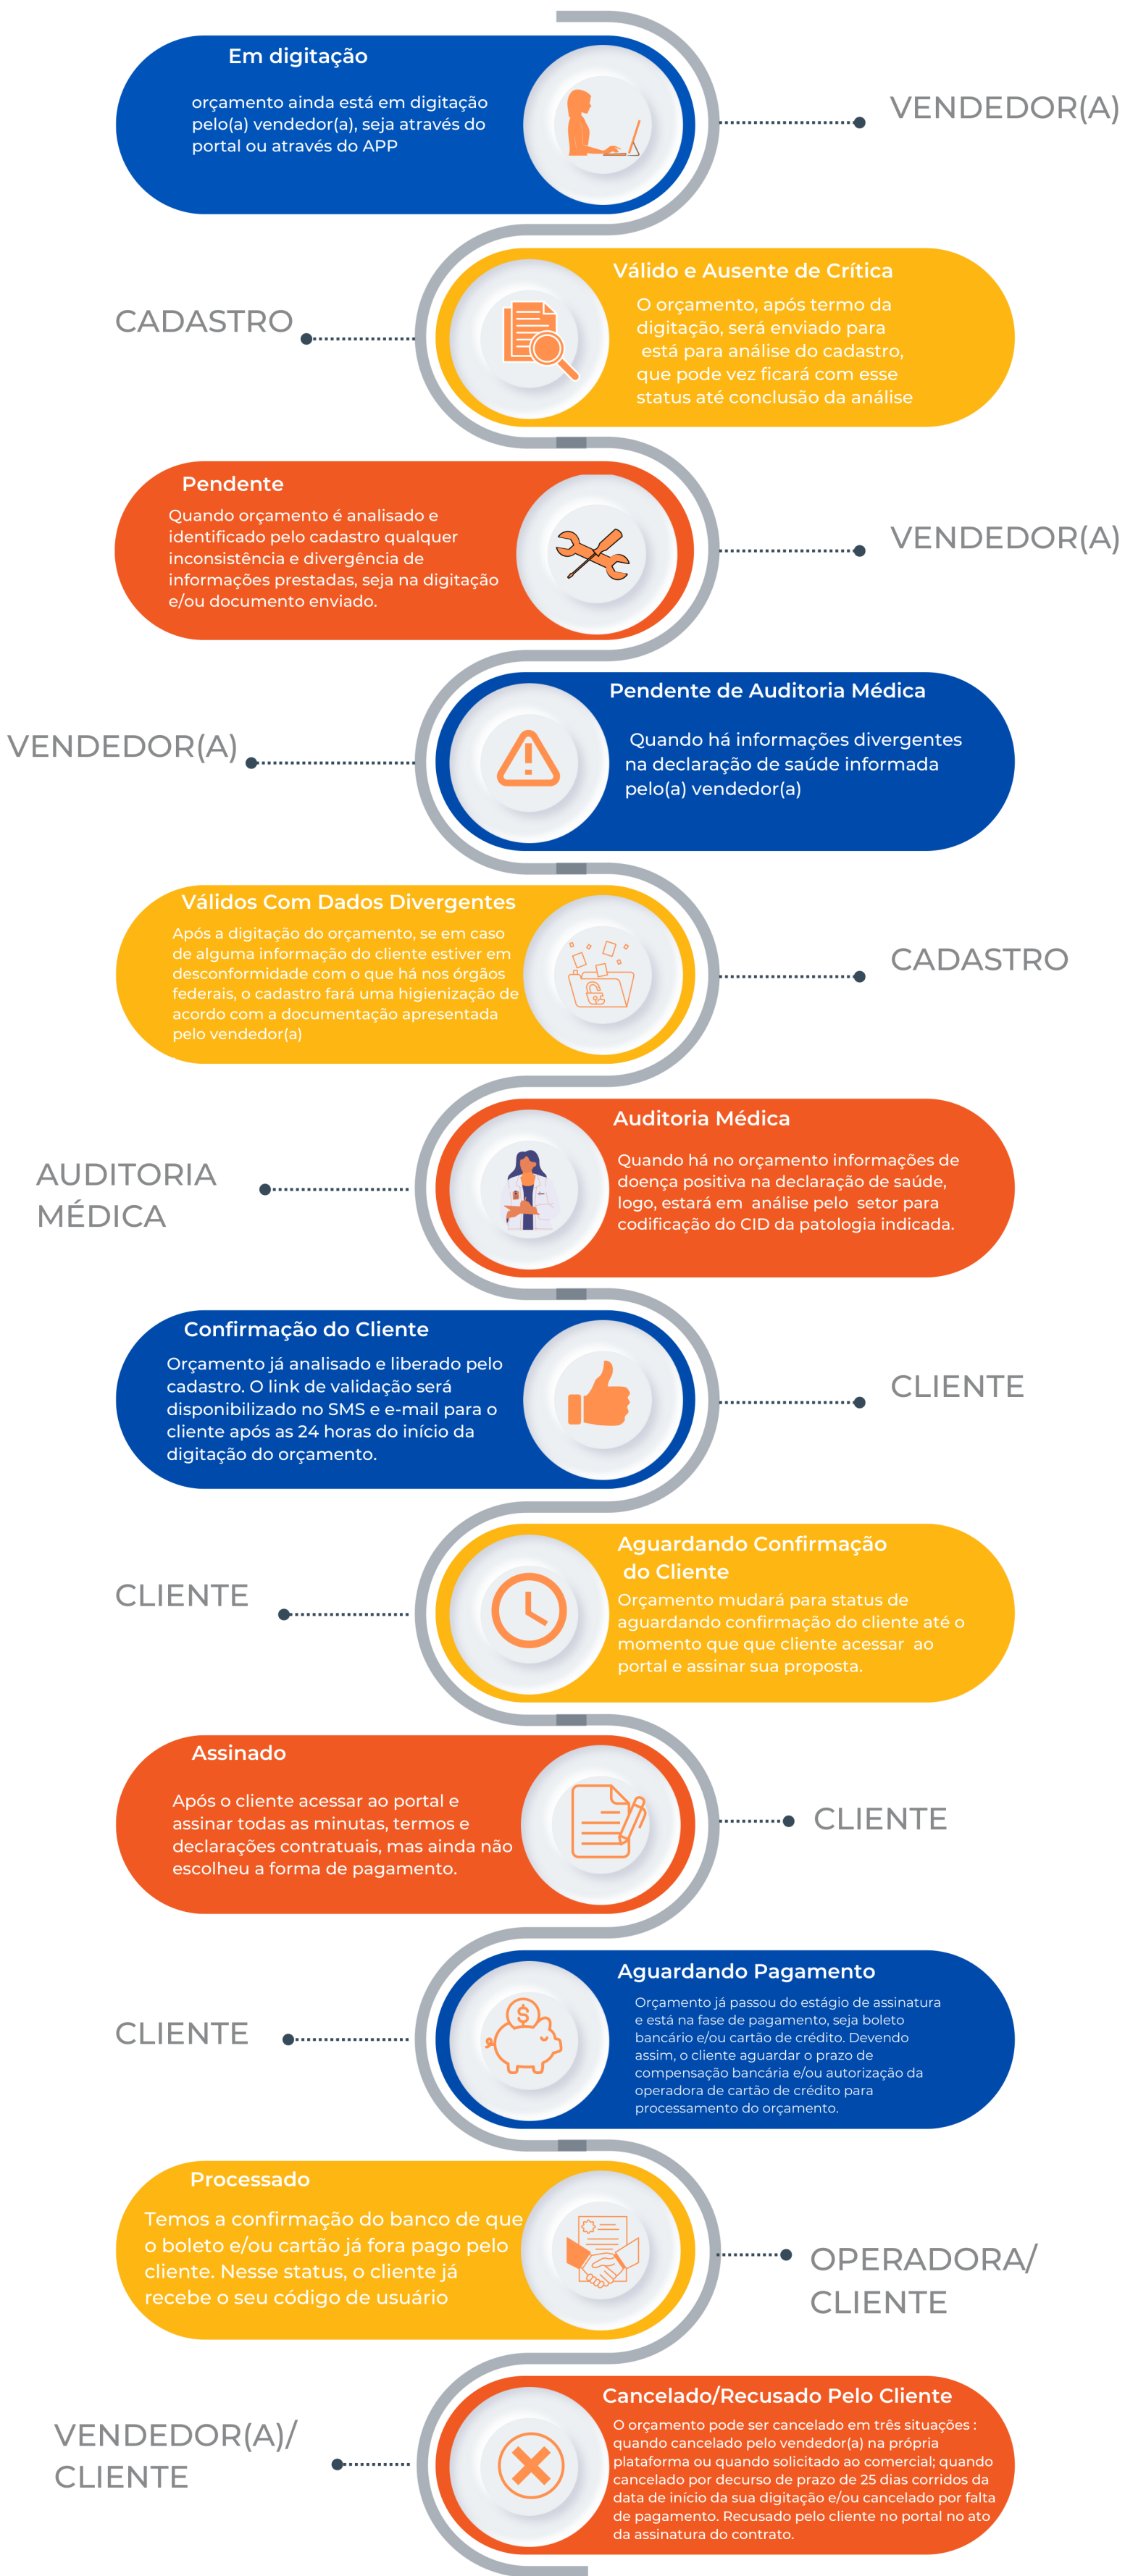 Em digitação
orçamento ainda está em digitação
pelo(a) vendedor(a), seja através do
portal ou através do APP
VENDEDOR(A)
Válido e Ausente de Crítica
O orçamento, após termo da
digitação, será enviado para
está para análise do cadastro,
que pode vez ficará com esse
status até conclusão da análise
CADASTRO
Pendente
Quando orçamento é analisado e
identificado pelo cadastro qualquer
inconsistência e divergência de
informações prestadas, seja na digitação
e/ou documento enviado.
VENDEDOR(A)
Pendente de Auditoria Médica
Quando há informações divergentes
na declaração de saúde informada
pelo(a) vendedor(a)
VENDEDOR(A)
Válidos Com Dados Divergentes
Após a digitação do orçamento, se em caso
de alguma informação do cliente estiver em
desconformidade com o que há nos órgãos
federais, o cadastro fará uma higienização de
acordo com a documentação apresentada
pelo vendedor(a)
CADASTRO
Auditoria Médica
Quando há no orçamento informações de
doença positiva na declaração de saúde,
logo, estará em análise pelo setor para
codificação do CID da patologia indicada.
AUDITORIA
MÉDICA
Confirmação do Cliente
Orçamento já analisado e liberado pelo
cadastro. O link de validação será
disponibilizado no SMS e e-mail para o
cliente após as 24 horas do início da
digitação do orçamento.
CLIENTE
Aguardando Confirmação
do Cliente
Orçamento mudará para status de
aguardando confirmação do cliente até o
momento que que cliente acessar ao
portal e assinar sua proposta.
CLIENTE
Assinado
Após o cliente acessar ao portal e
assinar todas as minutas, termos e
declarações contratuais, mas ainda não
escolheu a forma de pagamento.
CLIENTE
Aguardando Pagamento
Orçamento já passou do estágio de assinatura
e está na fase de pagamento, seja boleto
bancário e/ou cartão de crédito. Devendo
assim, o cliente aguardar o prazo de
compensação bancária e/ou autorização da
operadora de cartão de crédito para
processamento do orçamento.
CLIENTE
Processado
Temos a confirmação do banco de que
o boleto e/ou cartão já fora pago pelo
cliente. Nesse status, o cliente já
recebe o seu código de usuário
OPERADORA/
CLIENTE
Cancelado/Recusado Pelo Cliente
O orçamento pode ser cancelado em três situações :
quando cancelado pelo vendedor(a) na própria
plataforma ou quando solicitado ao comercial; quando
cancelado por decurso de prazo de 25 dias corridos da
data de início da sua digitação e/ou cancelado por falta
de pagamento. Recusado pelo cliente no portal no ato
da assinatura do contrato.
VENDEDOR(A)/
CLIENTE